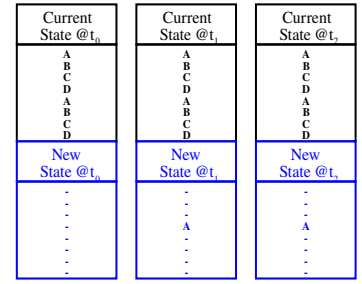 Current Current Current
State @t0 State @t1 State @t2
A A A
B B B
C C C
D D D
A A A
B B B
C C C
D D D
New New New
State @t0 State @t1 State @t2
- - -
- - -
- - -
- A A
- - -
- - -
- - -
- - -